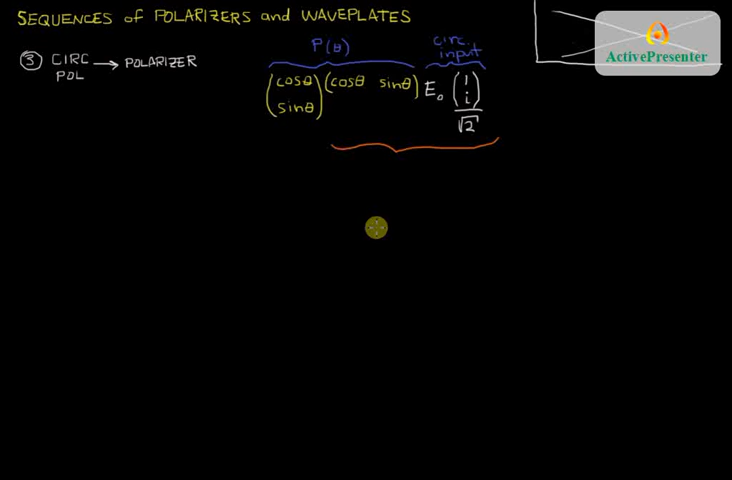 SEQUENCES of POLARIZERS and WAVEPLATES
③ CIRC POL → POLARIZER
P(θ)
circ. input
(cosθ sinθ) (cosθ sinθ) E₀ (1 i) / √2
ActivePresenter